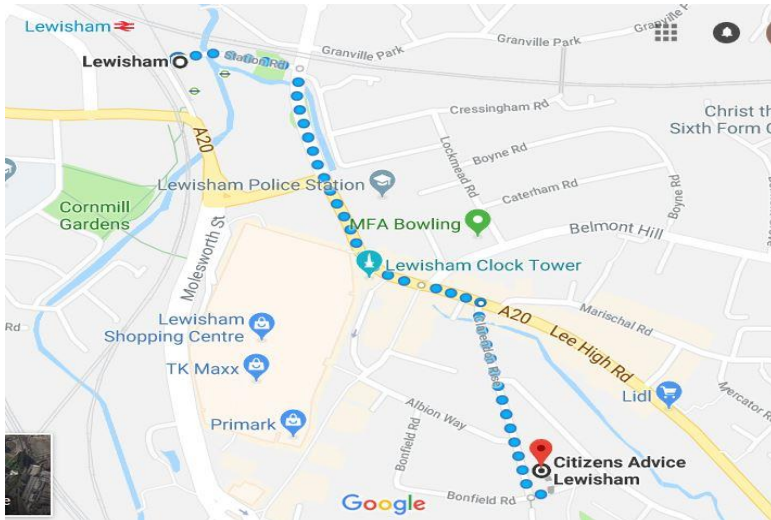 Lewisham
Granville Park
Granville Park
Lewisham
Station Rd
Cressingham Rd
Christ th
Sixth Form C
A20
Lockmead Rd
Boyne Rd
Lewisham Police Station
Caterham Rd
Boyne Rd
Cornmill
Gardens
MFA Bowling
Belmont Hill
Molesworth St
Lewisham Clock Tower
Rd
Lewisham
Shopping Centre
A20
Lee High Rd
Marischal Rd
Clarendon Rise
TK Maxx
Lidl
Mercator Rd
Albion Way
Primark
Bonfield Rd
Citizens Advice
Lewisham
e
Google
Bonfield Rd